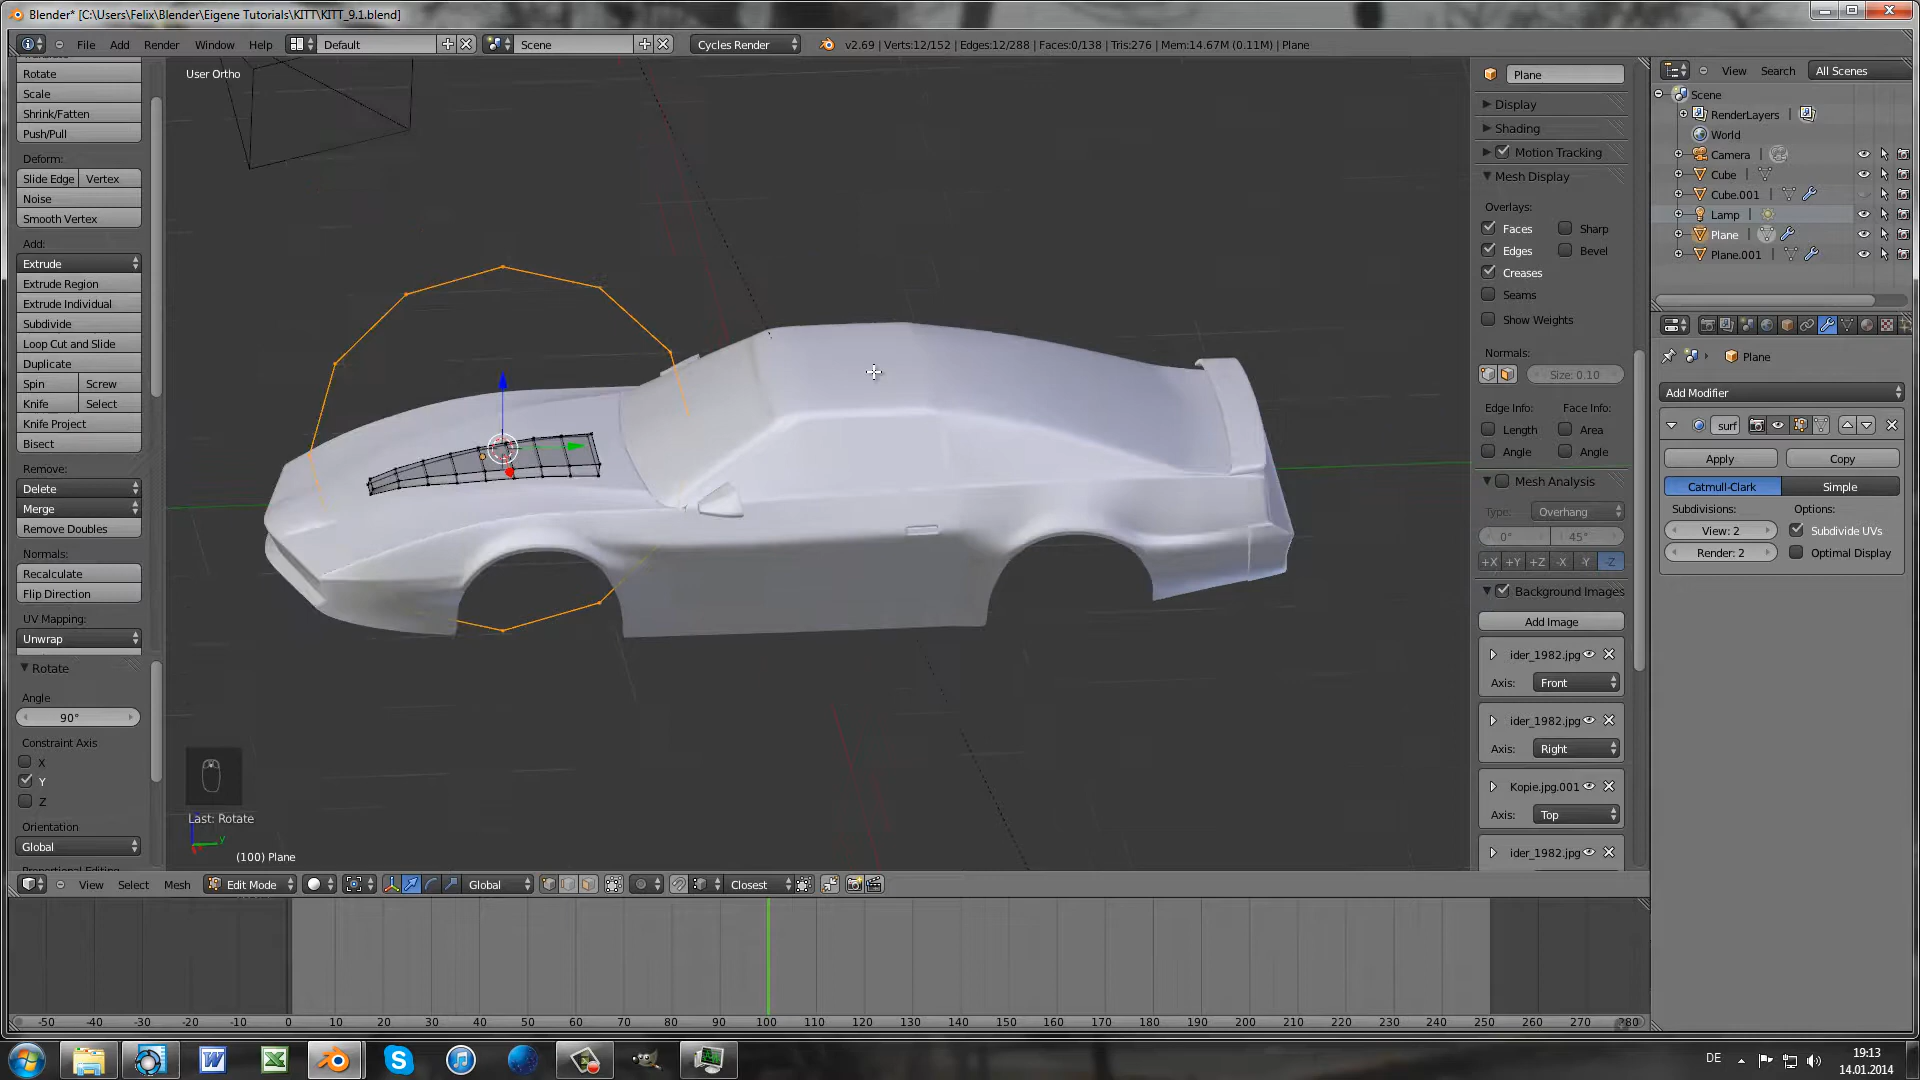 Blender* [C:\Users\Felix\Blender\Eigene Tutorials\KITT\KITT_9.1.blend]
File Add Render Window Help Default Scene Cycles Render v2.69 | Verts:12/152 | Edges:12/288 | Faces:0/138 | Tris:276 | Mem:14.67M (0.11M) | Plane
Rotate
Scale
Shrink/Fatten
Push/Pull
Deform:
Slide Edge Vertex
Noise
Smooth Vertex
Add:
Extrude
Extrude Region
Extrude Individual
Subdivide
Loop Cut and Slide
Duplicate
Spin Screw
Knife Select
Knife Project
Bisect
Remove:
Delete
Merge
Remove Doubles
Normals:
Recalculate
Flip Direction
UV Mapping:
Unwrap
Rotate
Angle
90°
Constraint Axis
X
Y
Z
Orientation
Global
User Ortho
Last: Rotate
Y
(100) Plane
Plane
Display
Shading
Motion Tracking
Mesh Display
Overlays:
Faces Sharp
Edges Bevel
Creases
Seams
Show Weights
Normals:
Size: 0.10
Edge Info: Face Info:
Length Area
Angle Angle
Mesh Analysis
Type: Overhang
0° 45°
+X +Y +Z -X -Y -Z
Background Images
Add Image
ider_1982.jpg
Axis: Front
ider_1982.jpg
Axis: Right
Kopie.jpg.001
Axis: Top
ider_1982.jpg
View Search All Scenes
Scene
RenderLayers
World
Camera
Cube
Cube.001
Lamp
Plane
Plane.001
Plane
Add Modifier
surf
Apply Copy
Catmull-Clark Simple
Subdivisions: Options:
View: 2 Subdivide UVs
Render: 2 Optimal Display
View Select Mesh Edit Mode Global Closest
-50 -40 -30 -20 -10 0 10 20 30 40 50 60 70 80 90 100 110 120 130 140 150 160 170 180 190 200 210 220 230 240 250 260 270 280
DE
19:13
14.01.2014